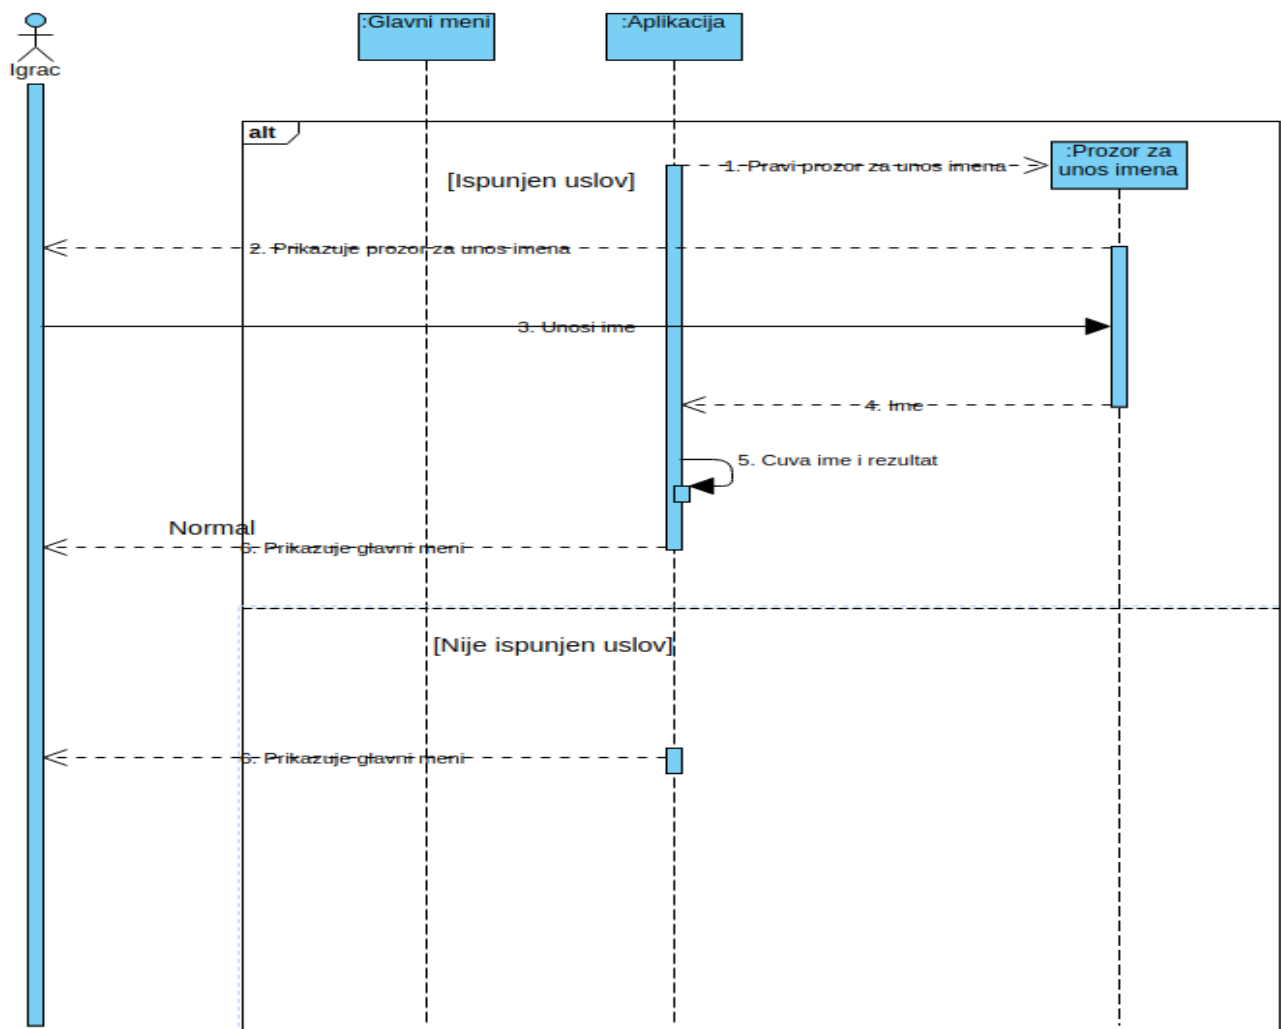 :Glavni meni
:Aplikacija
Igrac
alt
:Prozor za
unos imena
1. Pravi prozor za unos imena
[Ispunjen uslov]
2. Prikazuje prozor za unos imena
3. Unosi ime
4. Ime
5. Cuva ime i rezultat
Normal
6. Prikazuje glavni meni
[Nije ispunjen uslov]
6. Prikazuje glavni meni